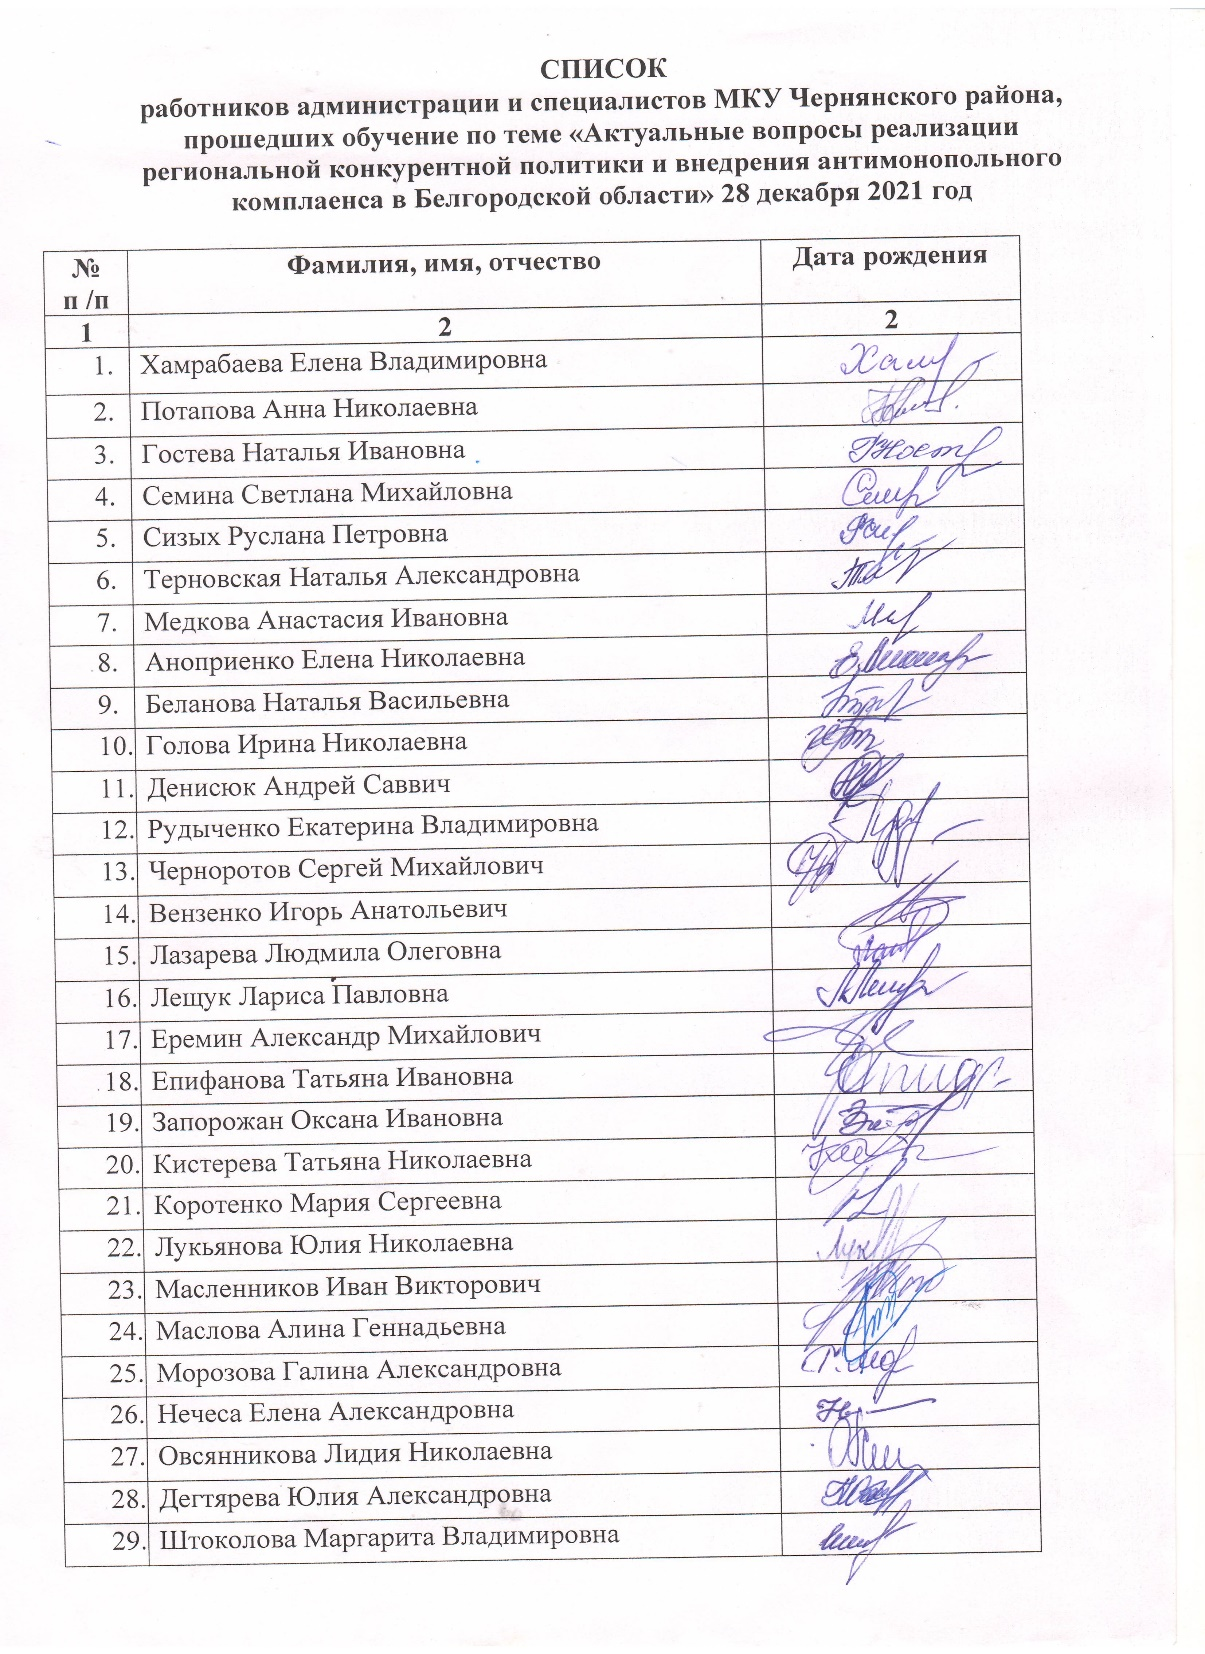 СПИСОК
работников администрации и специалистов МКУ Чернянского района,
прошедших обучение по теме «Актуальные вопросы реализации
региональной конкурентной политики и внедрения антимонопольного
комплаенса в Белгородской области» 28 декабря 2021 год
№ п /п Фамилия, имя, отчество Дата рождения
1 2 2
1. Хамрабаева Елена Владимировна
2. Потапова Анна Николаевна
3. Гостева Наталья Ивановна
4. Семина Светлана Михайловна
5. Сизых Руслана Петровна
6. Терновская Наталья Александровна
7. Медкова Анастасия Ивановна
8. Аноприенко Елена Николаевна
9. Беланова Наталья Васильевна
10. Голова Ирина Николаевна
11. Денисюк Андрей Саввич
12. Рудыченко Екатерина Владимировна
13. Черноротов Сергей Михайлович
14. Вензенко Игорь Анатольевич
15. Лазарева Людмила Олеговна
16. Лещук Лариса Павловна
17. Еремин Александр Михайлович
18. Епифанова Татьяна Ивановна
19. Запорожан Оксана Ивановна
20. Кистерева Татьяна Николаевна
21. Коротенко Мария Сергеевна
22. Лукьянова Юлия Николаевна
23. Масленников Иван Викторович
24. Маслова Алина Геннадьевна
25. Морозова Галина Александровна
26. Нечеса Елена Александровна
27. Овсянникова Лидия Николаевна
28. Дегтярева Юлия Александровна
29. Штоколова Маргарита Владимировна